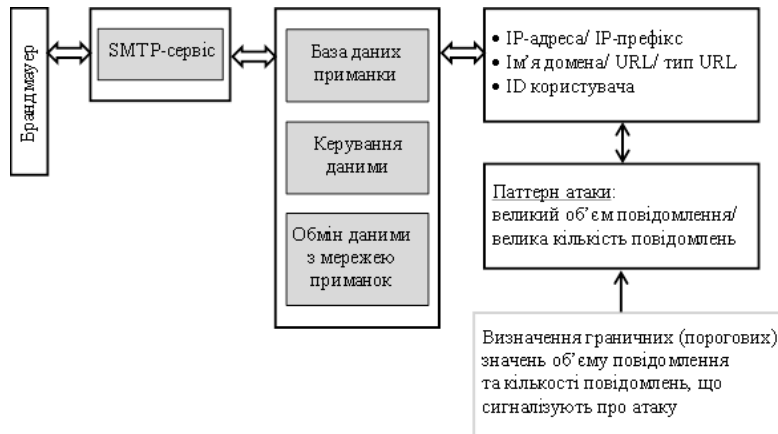 Брандмауер
SMTP-сервіс
База даних
приманки
Керування
даними
Обмін даними
з мережею
приманок
• IP-адреса/ IP-префікс
• Ім’я домена/ URL/ тип URL
• ID користувача
Паттерн атаки:
великий об’єм повідомлення/
велика кількість повідомлень
Визначення граничних (порогових)
значень об’єму повідомлення
та кількості повідомлень, що
сигналізують про атаку